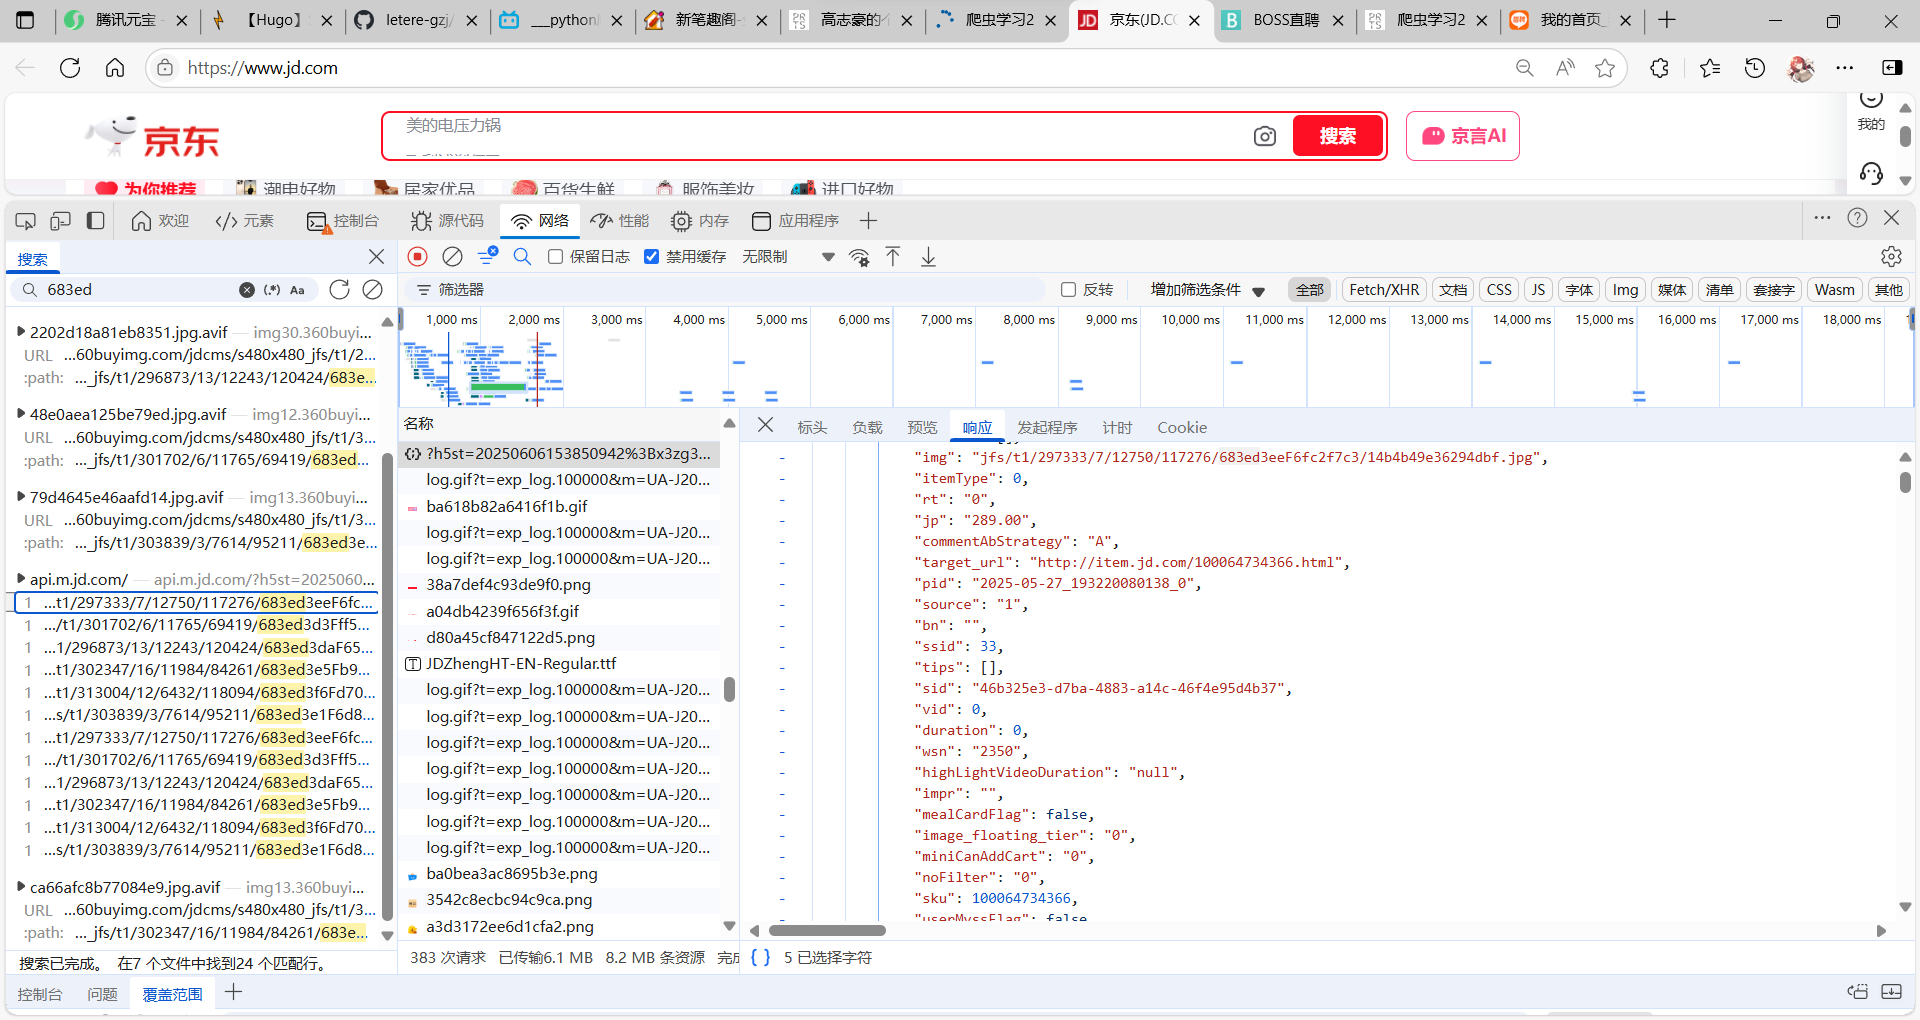 腾讯元宝 -
【Hugo】S
letere-gzj/
___python爬
新笔趣阁-
高志豪的个
爬虫学习2
京东(JD.CO
BOSS直聘
爬虫学习2
我的首页_
https://www.jd.com
京东
美的电压力锅
搜索
京言AI
我的
为你推荐
潮电好物
居家优品
百货生鲜
服饰美妆
进口好物
欢迎
元素
控制台
源代码
网络
性能
内存
应用程序
搜索
保留日志
禁用缓存
无限制
683ed
(.*)
Aa
筛选器
反转
增加筛选条件
全部
Fetch/XHR
文档
CSS
JS
字体
Img
媒体
清单
套接字
Wasm
其他
1,000 ms
2,000 ms
3,000 ms
4,000 ms
5,000 ms
6,000 ms
7,000 ms
8,000 ms
9,000 ms
10,000 ms
11,000 ms
12,000 ms
13,000 ms
14,000 ms
15,000 ms
16,000 ms
17,000 ms
18,000 ms
2202d18a81eb8351.jpg.avif — img30.360buyi...
URL ...60buyimg.com/jdcms/s480x480_jfs/t1/2...
:path: ..._jfs/t1/296873/13/12243/120424/683e...
48e0aea125be79ed.jpg.avif — img12.360buyi...
URL ...60buyimg.com/jdcms/s480x480_jfs/t1/3...
:path: ..._jfs/t1/301702/6/11765/69419/683ed...
79d4645e46aafd14.jpg.avif — img13.360buyi...
URL ...60buyimg.com/jdcms/s480x480_jfs/t1/3...
:path: ..._jfs/t1/303839/3/7614/95211/683ed3e...
api.m.jd.com/ — api.m.jd.com/?h5st=2025060...
1 ...t1/297333/7/12750/117276/683ed3eeF6fc...
1 .../t1/301702/6/11765/69419/683ed3d3Fff5...
1 ...1/296873/13/12243/120424/683ed3daF65...
1 ...t1/302347/16/11984/84261/683ed3e5Fb9...
1 ...t1/313004/12/6432/118094/683ed3f6Fd70...
1 ...s/t1/303839/3/7614/95211/683ed3e1F6d8...
1 ...t1/297333/7/12750/117276/683ed3eeF6fc...
1 .../t1/301702/6/11765/69419/683ed3d3Fff5...
1 ...1/296873/13/12243/120424/683ed3daF65...
1 ...t1/302347/16/11984/84261/683ed3e5Fb9...
1 ...t1/313004/12/6432/118094/683ed3f6Fd70...
1 ...s/t1/303839/3/7614/95211/683ed3e1F6d8...
ca66afc8b77084e9.jpg.avif — img13.360buyi...
URL ...60buyimg.com/jdcms/s480x480_jfs/t1/3...
:path: ..._jfs/t1/302347/16/11984/84261/683e...
搜索已完成。 在7 个文件中找到24 个匹配行。
名称
?h5st=20250606153850942%3Bx3zg3...
log.gif?t=exp_log.100000&m=UA-J20...
ba618b82a6416f1b.gif
log.gif?t=exp_log.100000&m=UA-J20...
log.gif?t=exp_log.100000&m=UA-J20...
38a7def4c93de9f0.png
a04db4239f656f3f.gif
d80a45cf847122d5.png
JDZhengHT-EN-Regular.ttf
log.gif?t=exp_log.100000&m=UA-J20...
log.gif?t=exp_log.100000&m=UA-J20...
log.gif?t=exp_log.100000&m=UA-J20...
log.gif?t=exp_log.100000&m=UA-J20...
log.gif?t=exp_log.100000&m=UA-J20...
log.gif?t=exp_log.100000&m=UA-J20...
log.gif?t=exp_log.100000&m=UA-J20...
ba0bea3ac8695b3e.png
3542c8ecbc94c9ca.png
a3d3172ee6d1cfa2.png
383 次请求
已传输6.1 MB
8.2 MB 条资源
标头
负载
预览
响应
发起程序
计时
Cookie
"img": "jfs/t1/297333/7/12750/117276/683ed3eeF6fc2f7c3/14b4b49e36294dbf.jpg",
"itemType": 0,
"rt": "0",
"jp": "289.00",
"commentAbStrategy": "A",
"target_url": "http://item.jd.com/100064734366.html",
"pid": "2025-05-27_193220080138_0",
"source": "1",
"bn": "",
"ssid": 33,
"tips": [],
"sid": "46b325e3-d7ba-4883-a14c-46f4e95d4b37",
"vid": 0,
"duration": 0,
"wsn": "2350",
"highLightVideoDuration": "null",
"impr": "",
"mealCardFlag": false,
"image_floating_tier": "0",
"miniCanAddCart": "0",
"noFilter": "0",
"sku": 100064734366,
"userMvssFlag": false
{ } 5 已选择字符
控制台
问题
覆盖范围